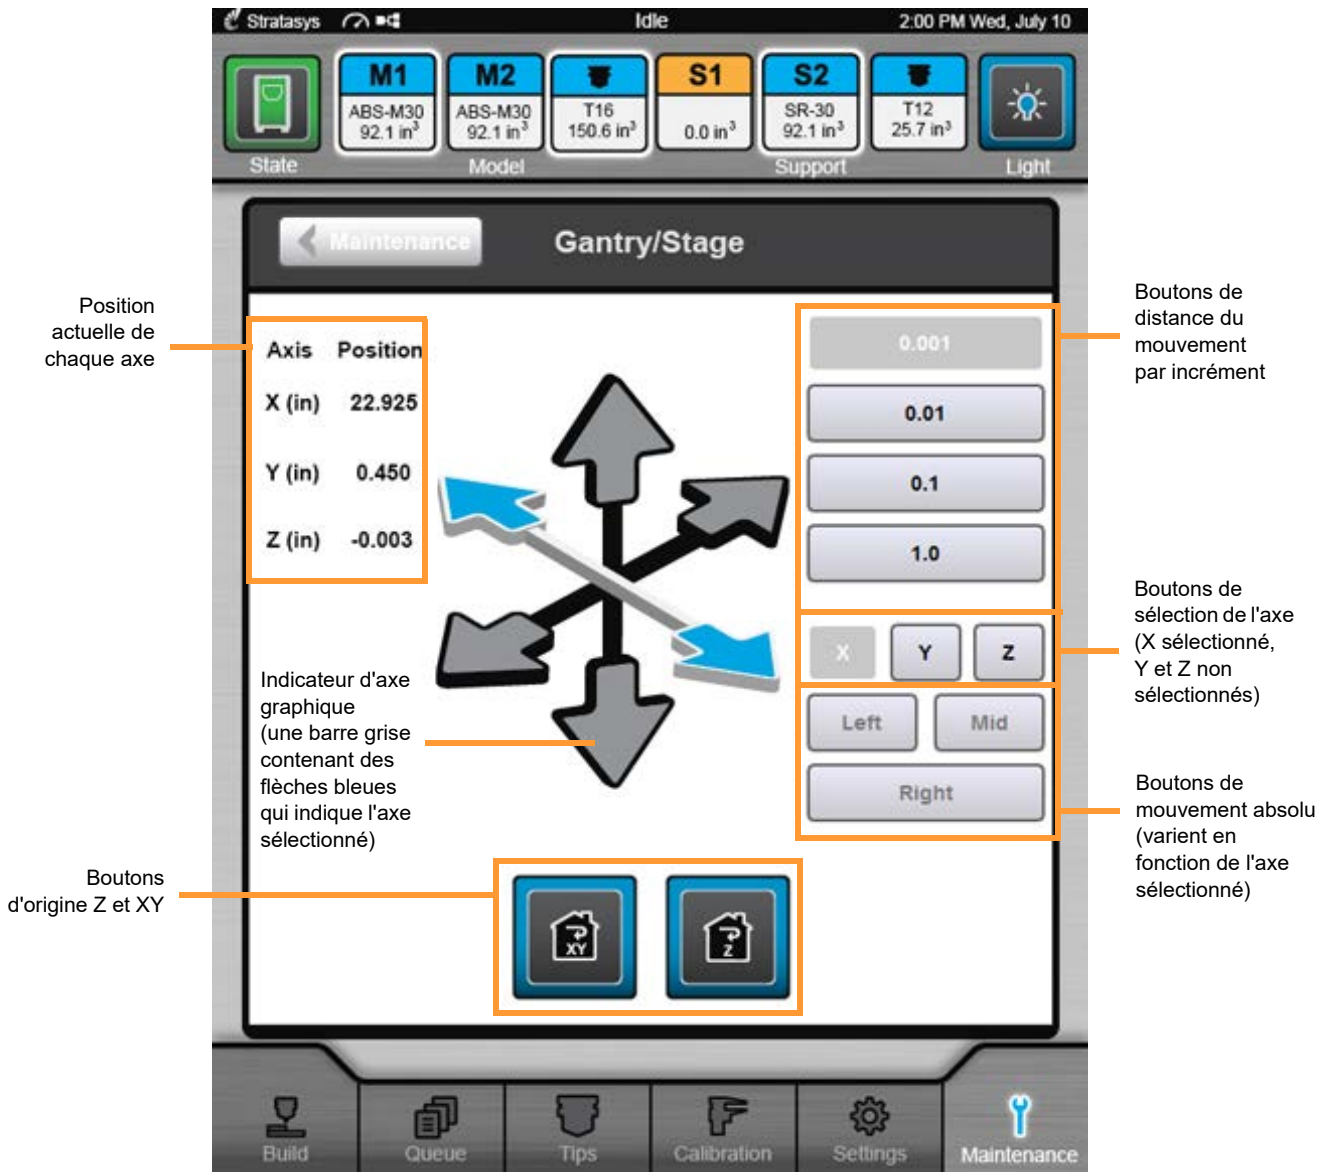 Stratasys
Idle
2:00 PM Wed, July 10
M1
ABS-M30
92.1 in³
M2
ABS-M30
92.1 in³
T16
150.6 in³
S1
0.0 in³
S2
SR-30
92.1 in³
T12
25.7 in³
State
Model
Support
Light
Maintenance
Gantry/Stage
Position
actuelle de
chaque axe
Axis Position
X (in) 22.925
Y (in) 0.450
Z (in) -0.003
0.001
0.01
0.1
1.0
Boutons de
distance du
mouvement
par incrément
X
Y
Z
Boutons de
sélection de l'axe
(X sélectionné,
Y et Z non
sélectionnés)
Left
Mid
Right
Indicateur d'axe
graphique
(une barre grise
contenant des
flèches bleues
qui indique l'axe
sélectionné)
Boutons de
mouvement absolu
(varient en
fonction de l'axe
sélectionné)
Boutons
d'origine Z et XY
XY
Z
Build
Queue
Tips
Calibration
Settings
Maintenance